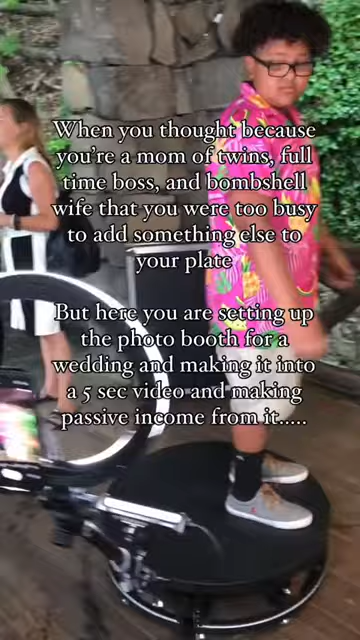 When you thought because
you're a mom of twins, full
time boss, and bombshell
wife that you were too busy
to add something else to
your plate
But here you are setting up
the photo booth for a
wedding and making it into
a 5 sec video and making
passive income from it.....